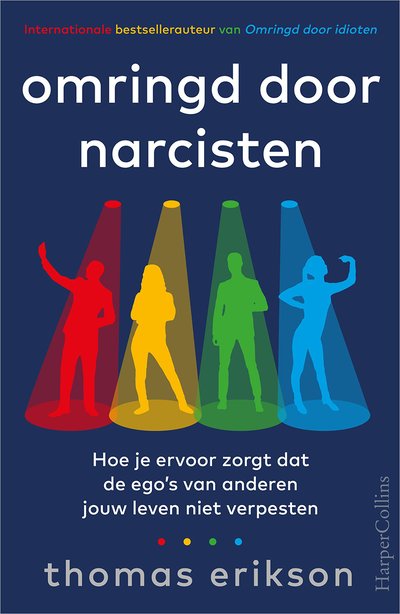 Internationale bestsellerauteur van Omringd door idioten
omringd door
narcisten
Hoe je ervoor zorgt dat
de ego's van anderen
jouw leven niet verpesten
thomas erikson
HarperCollins